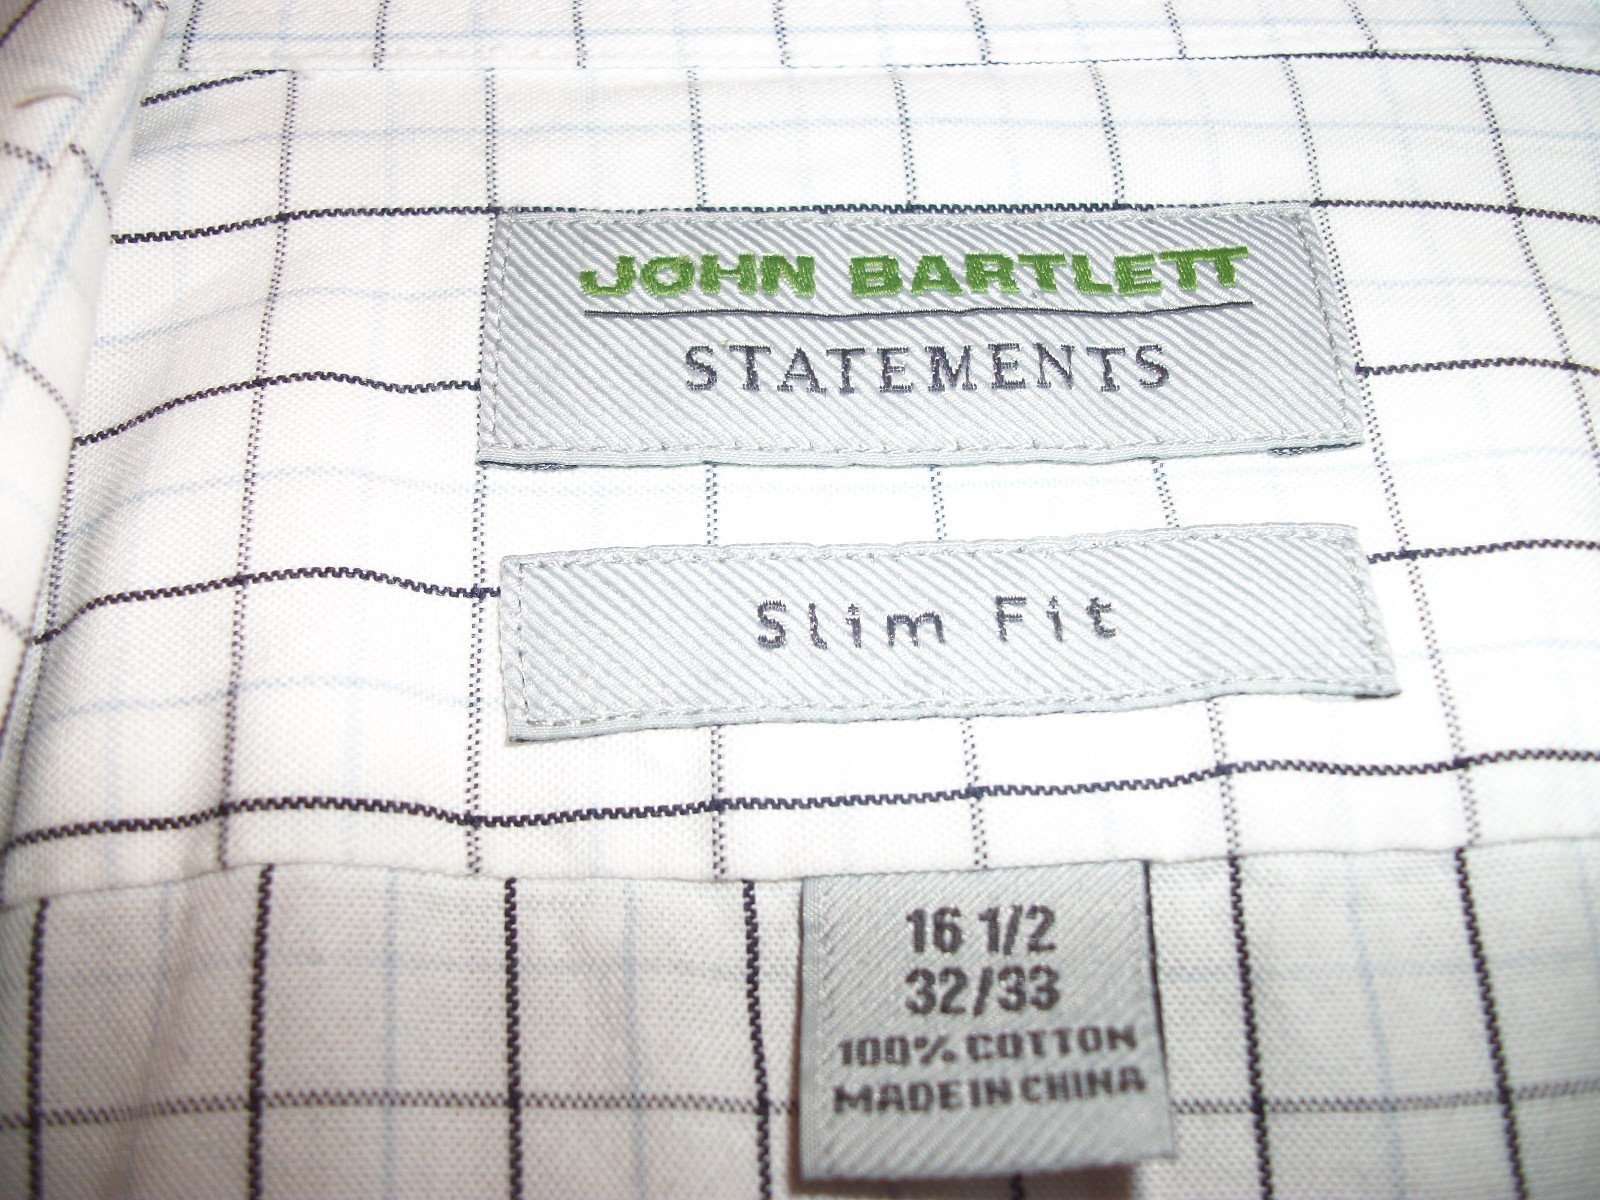 JOHN BARTLETT
STATEMENTS
Slim Fit
16 1/2
32/33
100% COTTON
MADE IN CHINA